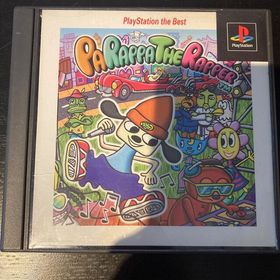 PlayStation the Best
PlayStation
PARAPPA THE RAPPER